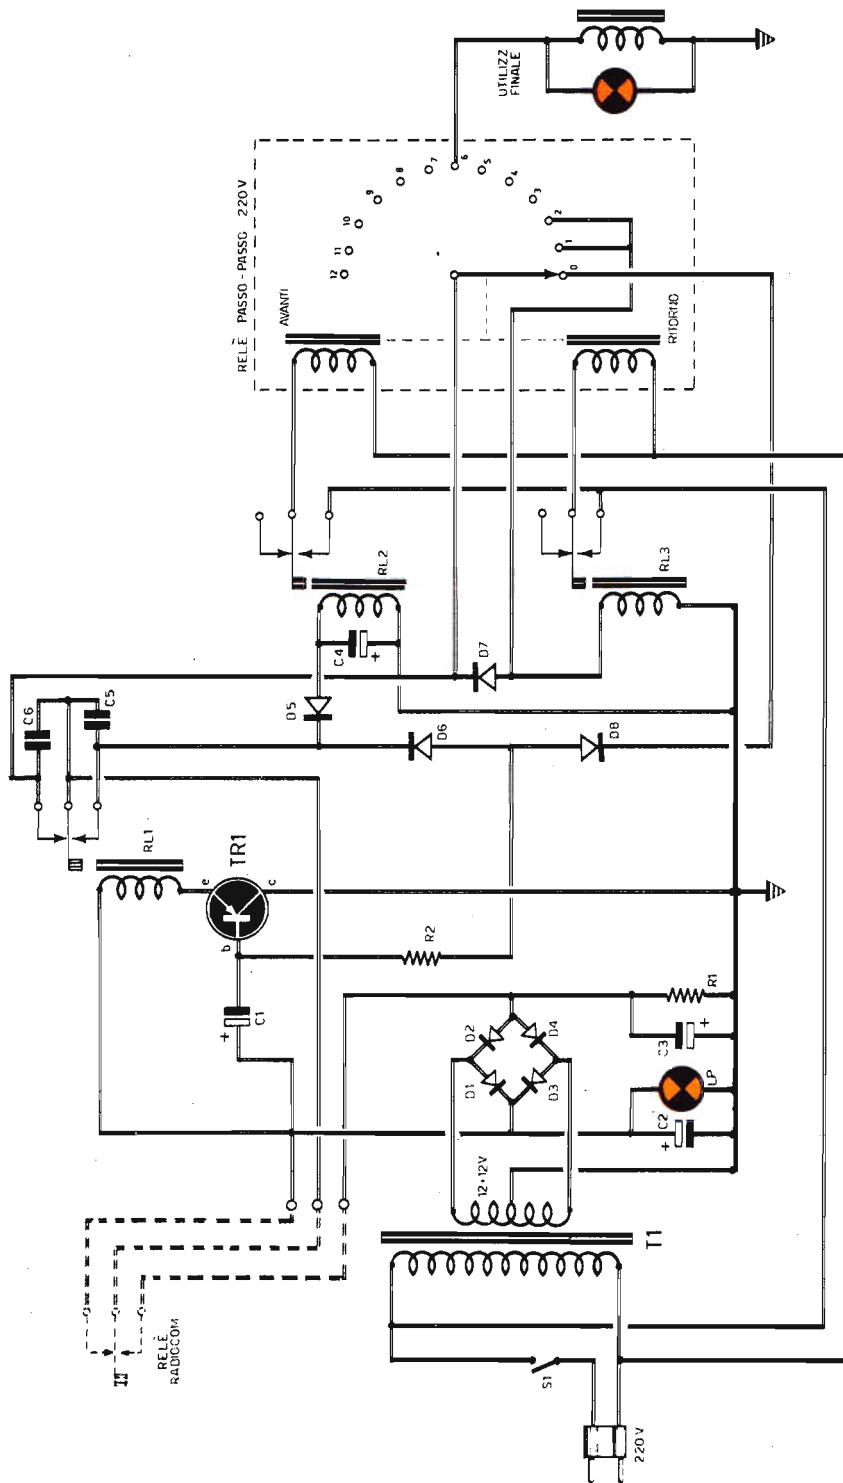 RELÈ
RADIOCOM
C6
C5
RL1
TR1
e
b
c
C1
+
R2
D5
C4
+
RL2
D6
D7
D8
RL3
RELÈ PASSO - PASSO 220V
AVANTI
RITORNO
12
11
10
9
8
7
6
5
4
3
2
1
0
UTILIZZ
FINALE
12+12V
T1
D1
D2
D3
D4
C2
+
LP
C3
+
R1
S1
220V